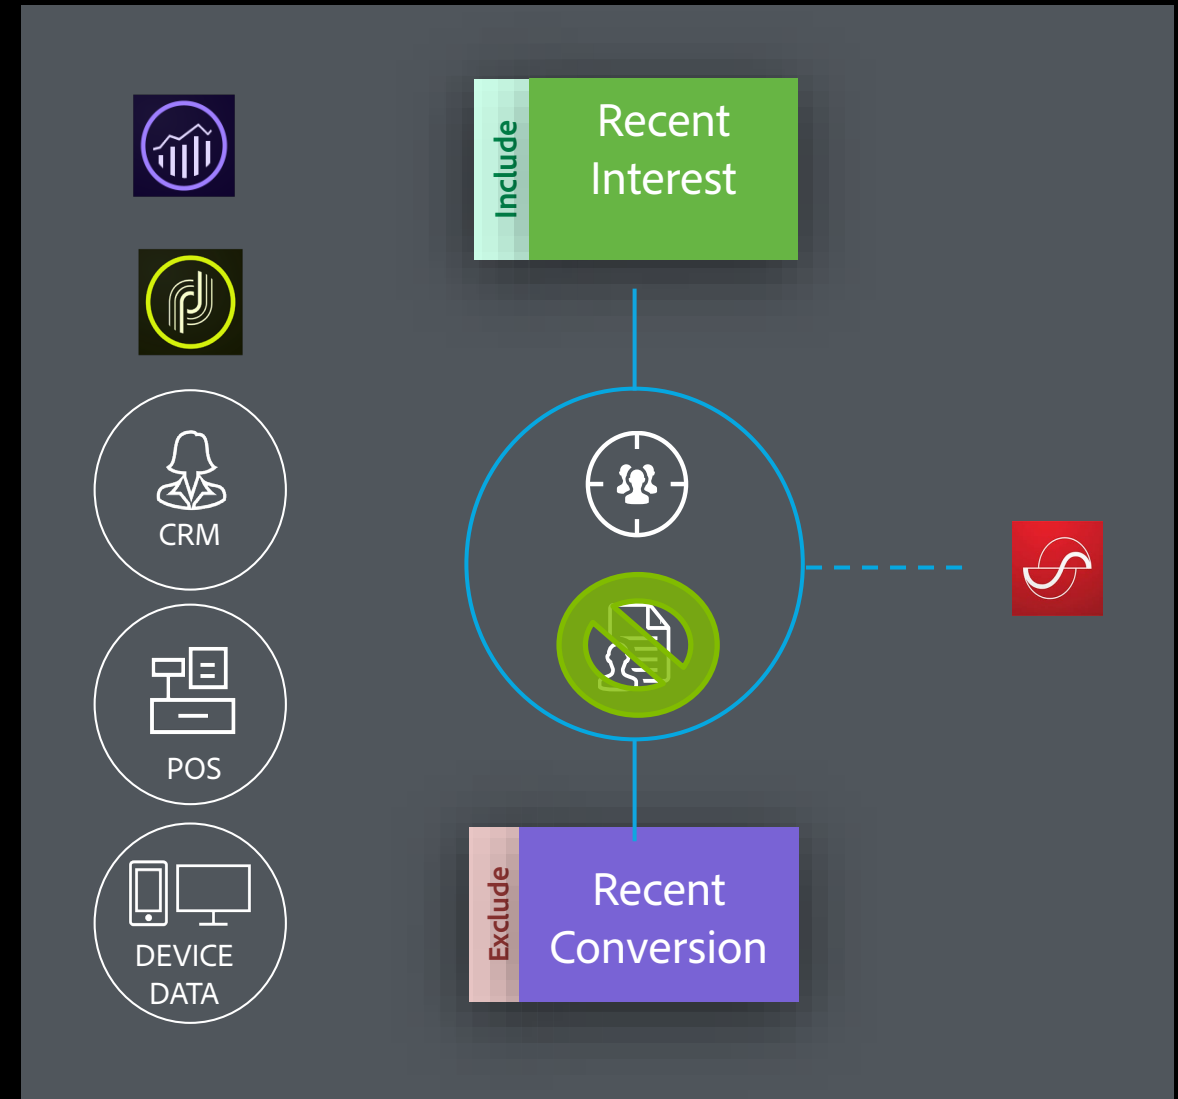 Include
Recent
Interest
CRM
POS
Exclude
Recent
Conversion
DEVICE
DATA